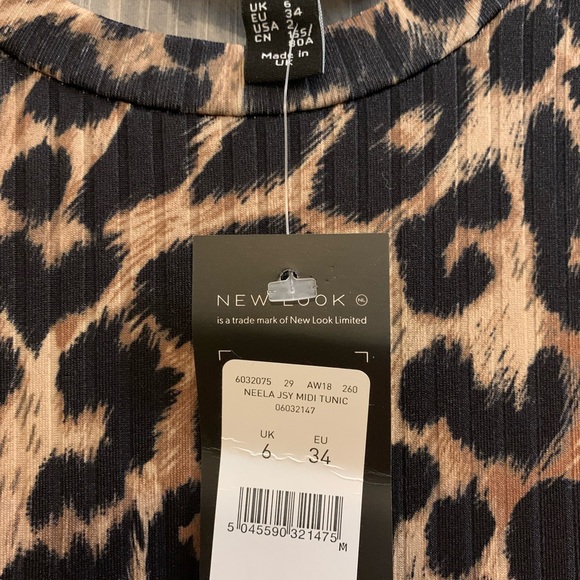 UK 6
EU 34
USA 2
CN 165/
80A
Made in
UK
NEW LOOK NL
is a trade mark of New Look Limited
6032075 29 AW18 260
NEELA JSY MIDI TUNIC
06032147
UK EU
6 34
5 045590 321475
M